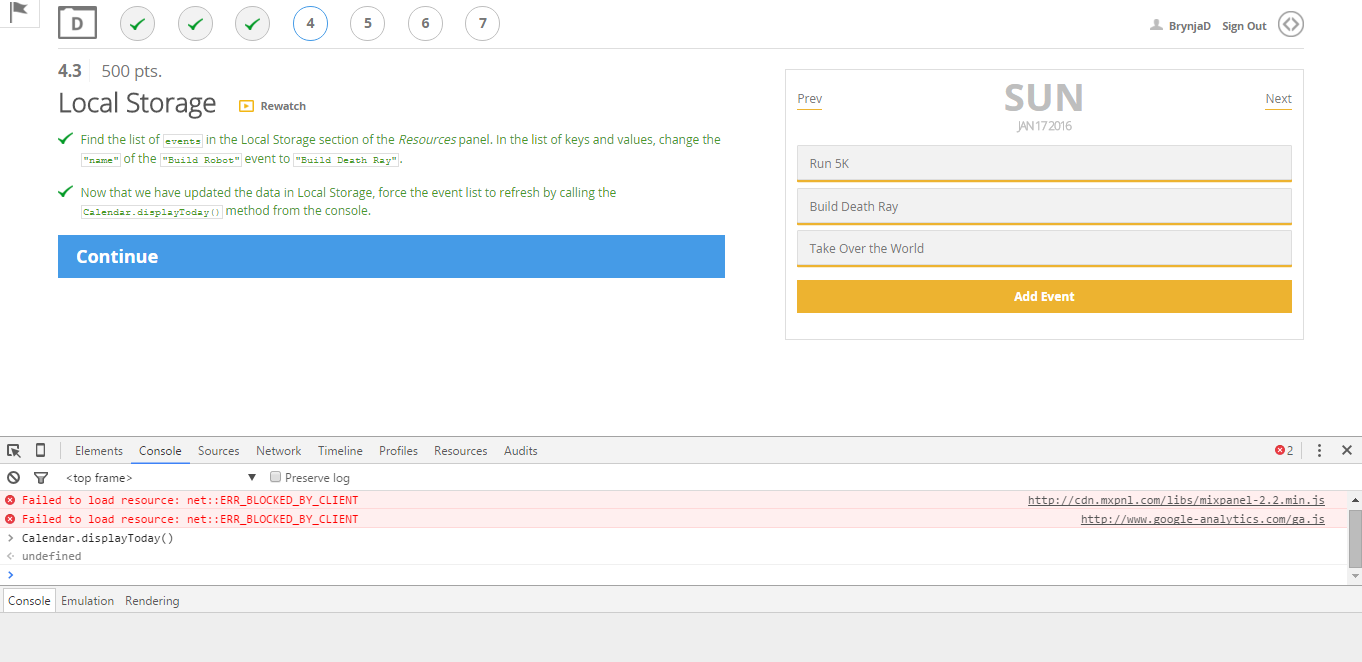 D
4
5
6
7
BrynjaD
Sign Out
4.3
500 pts.
Local Storage
Rewatch
Find the list of events in the Local Storage section of the Resources panel. In the list of keys and values, change the
"name" of the "Build Robot" event to "Build Death Ray".
Now that we have updated the data in Local Storage, force the event list to refresh by calling the
Calendar.displayToday() method from the console.
Continue
Prev
SUN
Next
JAN 17 2016
Run 5K
Build Death Ray
Take Over the World
Add Event
Elements Console Sources Network Timeline Profiles Resources Audits
2
<top frame>
Preserve log
Failed to load resource: net::ERR_BLOCKED_BY_CLIENT http://cdn.mxpnl.com/libs/mixpanel-2.2.min.js
Failed to load resource: net::ERR_BLOCKED_BY_CLIENT http://www.google-analytics.com/ga.js
Calendar.displayToday()
undefined
Console Emulation Rendering